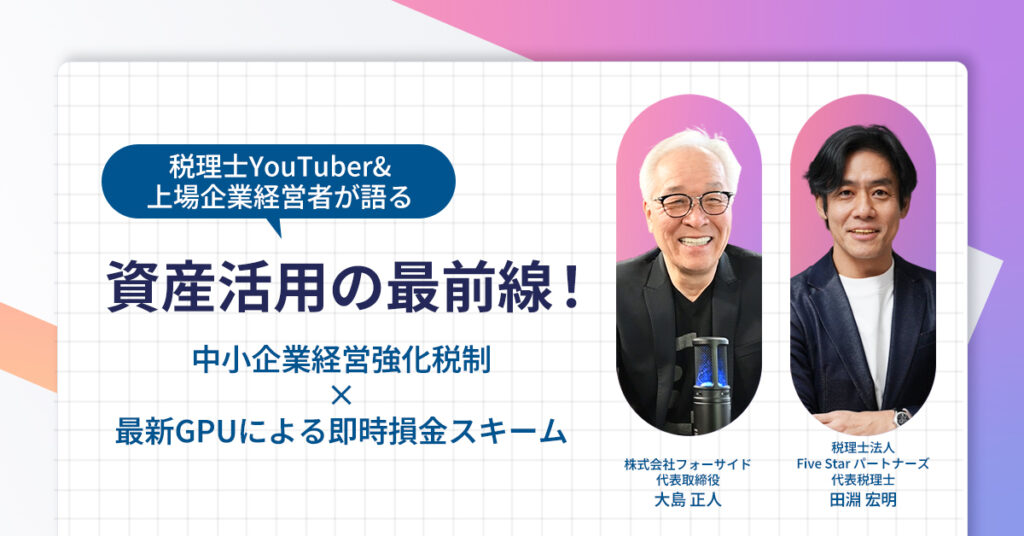 税理士YouTuber&
上場企業経営者が語る
資産活用の最前線！
中小企業経営強化税制
×
最新GPUによる即時損金スキーム
株式会社フォーサイド
代表取締役
大島 正人
税理士法人
Five Star パートナーズ
代表税理士
田淵 宏明